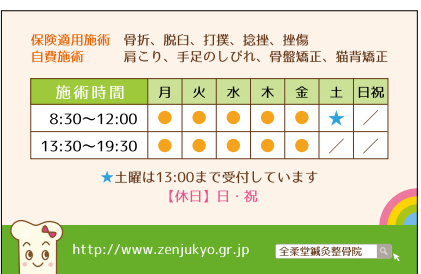 保険適用施術 骨折、脱臼、打撲、捻挫、挫傷
自費施術 肩こり、手足のしびれ、骨盤矯正、猫背矯正
施術時間 月 火 水 木 金 土 日祝
8:30〜12:00 ● ● ● ● ● ★ ／
13:30〜19:30 ● ● ● ● ● ／ ／
★土曜は13:00まで受付しています
【休日】日・祝
http://www.zenjukyo.gr.jp 全柔堂鍼灸整骨院